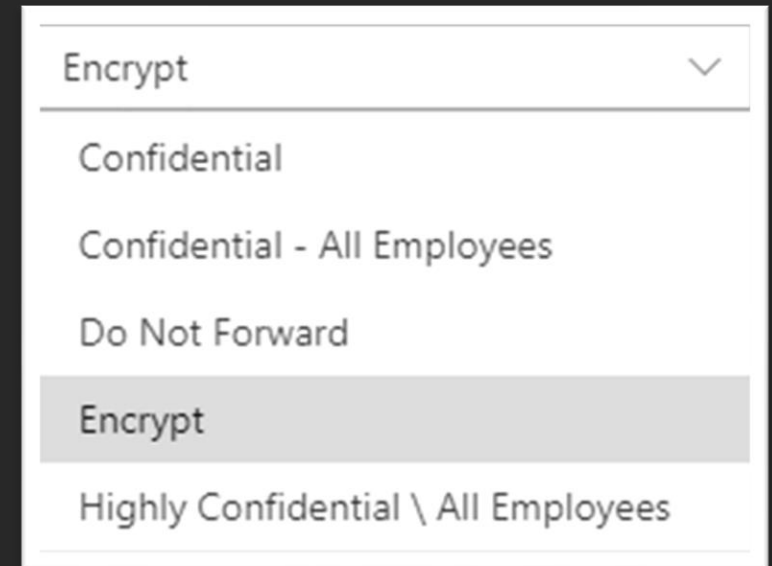 Encrypt
Confidential
Confidential - All Employees
Do Not Forward
Encrypt
Highly Confidential \ All Employees